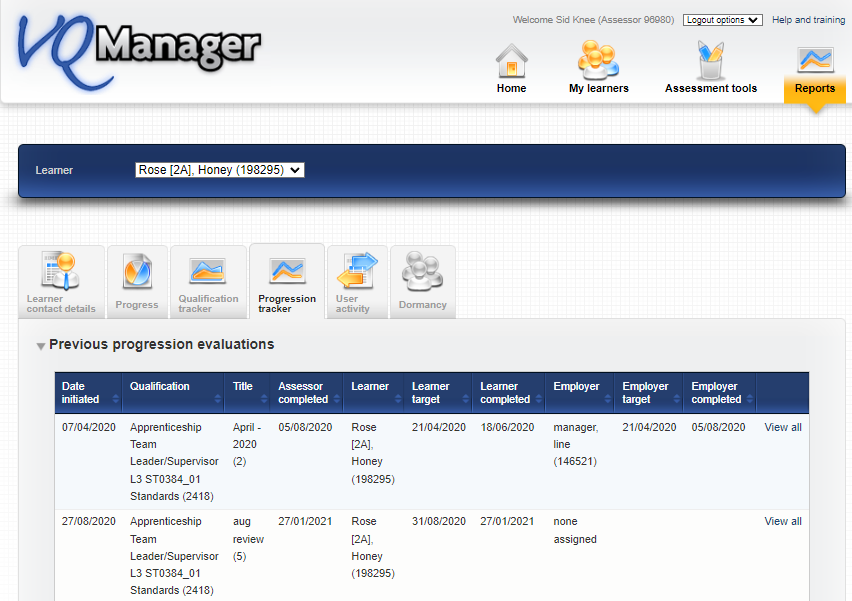 VQManager
Welcome Sid Knee (Assessor 96980) Logout options Help and training
Home My learners Assessment tools Reports
Learner Rose [2A], Honey (198295)
Learner contact details
Progress
Qualification tracker
Progression tracker
User activity
Dormancy
Previous progression evaluations
Date initiated Qualification Title Assessor completed Learner Learner target Learner completed Employer Employer target Employer completed
07/04/2020 Apprenticeship April - 05/08/2020 Rose 21/04/2020 18/06/2020 manager, 21/04/2020 05/08/2020 View all
Team 2020 [2A], line
Leader/Supervisor (2) Honey (146521)
L3 ST0384_01 (198295)
Standards (2418)
27/08/2020 Apprenticeship aug 27/01/2021 Rose 31/08/2020 27/01/2021 none View all
Team review [2A], assigned
Leader/Supervisor (5) Honey
L3 ST0384_01 (198295)
Standards (2418)